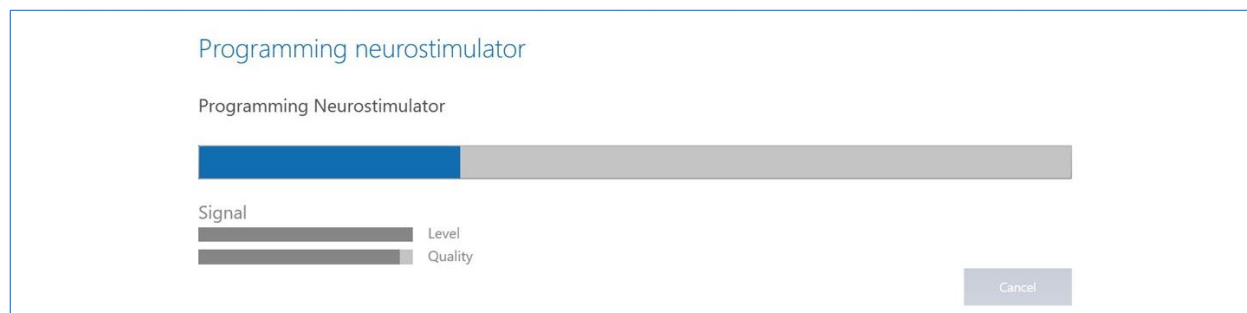 Programming neurostimulator
Programming Neurostimulator
Signal
Level
Quality
Cancel